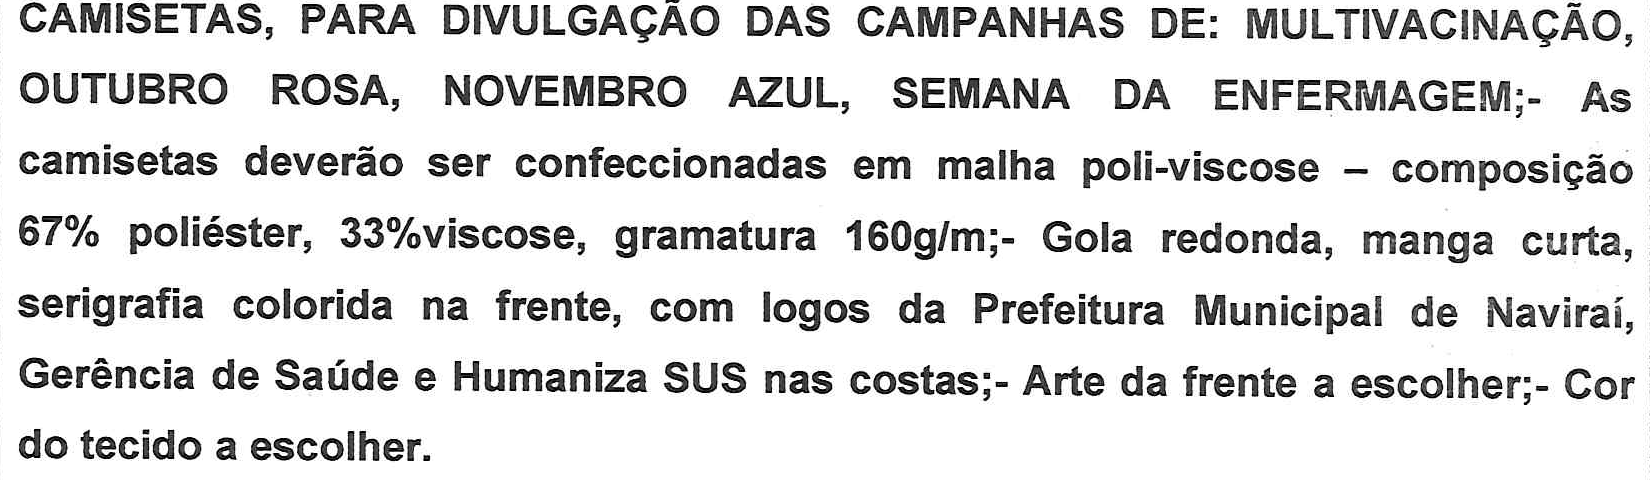 CAMISETAS, PARA DIVULGAÇÃO DAS CAMPANHAS DE: MULTIVACINAÇÃO,
OUTUBRO ROSA, NOVEMBRO AZUL, SEMANA DA ENFERMAGEM;- As
camisetas deverão ser confeccionadas em malha poli-viscose – composição
67% poliéster, 33%viscose, gramatura 160g/m;- Gola redonda, manga curta,
serigrafia colorida na frente, com logos da Prefeitura Municipal de Naviraí,
Gerência de Saúde e Humaniza SUS nas costas;- Arte da frente a escolher;- Cor
do tecido a escolher.